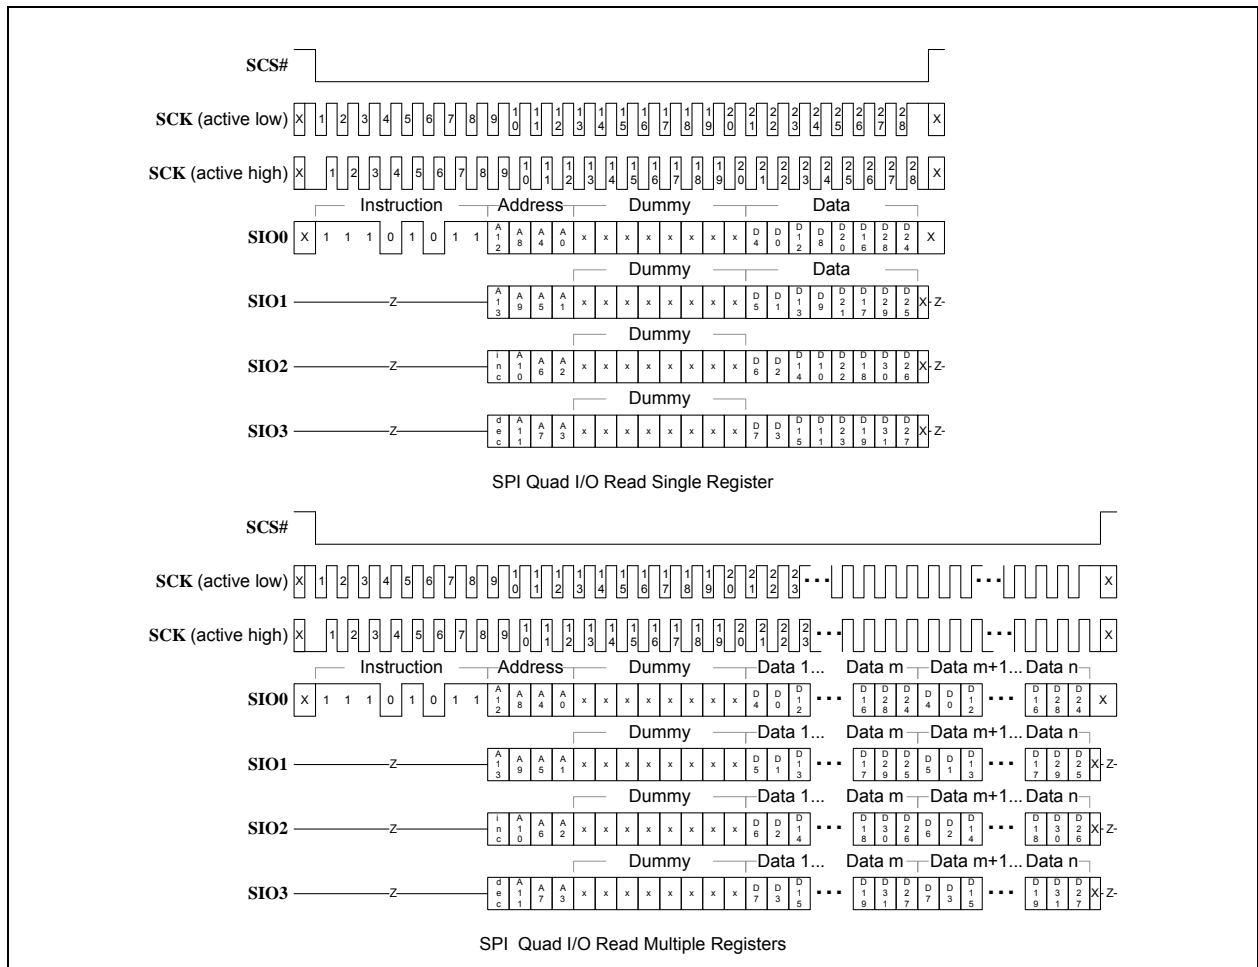 SCS#
SCK (active low) X 1 2 3 4 5 6 7 8 9 10 11 12 13 14 15 16 17 18 19 20 21 22 23 24 25 26 27 28 X
SCK (active high) X 1 2 3 4 5 6 7 8 9 10 11 12 13 14 15 16 17 18 19 20 21 22 23 24 25 26 27 28 X
Instruction Address Dummy Data
SIO0 X 1 1 1 0 1 0 1 1 A12 A8 A4 A0 x x x x x x x x D4 D0 D12 D8 D20 D16 D28 D24 X
Dummy Data
SIO1 Z A13 A9 A5 A1 x x x x x x x x D5 D1 D13 D9 D21 D17 D29 D25 X Z
Dummy
SIO2 Z inc A10 A6 A2 x x x x x x x x D6 D2 D14 D10 D22 D18 D30 D26 X Z
Dummy
SIO3 Z dec A11 A7 A3 x x x x x x x x D7 D3 D15 D11 D23 D19 D31 D27 X Z
SPI Quad I/O Read Single Register
SCS#
SCK (active low) X 1 2 3 4 5 6 7 8 9 10 11 12 13 14 15 16 17 18 19 20 21 22 23 ... ... X
SCK (active high) X 1 2 3 4 5 6 7 8 9 10 11 12 13 14 15 16 17 18 19 20 21 22 23 ... ... X
Instruction Address Dummy Data 1... Data m Data m+1... Data n
SIO0 X 1 1 1 0 1 0 1 1 A12 A8 A4 A0 x x x x x x x x D4 D0 D12 ... D16 D28 D24 D4 D0 D12 ... D16 D28 D24 X
Dummy Data 1... Data m Data m+1... Data n
SIO1 Z A13 A9 A5 A1 x x x x x x x x D5 D1 D13 ... D17 D29 D25 D5 D1 D13 ... D17 D29 D25 X Z
Dummy Data 1... Data m Data m+1... Data n
SIO2 Z inc A10 A6 A2 x x x x x x x x D6 D2 D14 ... D18 D30 D26 D6 D2 D14 ... D18 D30 D26 X Z
Dummy Data 1... Data m Data m+1... Data n
SIO3 Z dec A11 A7 A3 x x x x x x x x D7 D3 D15 ... D19 D31 D27 D7 D3 D15 ... D19 D31 D27 X Z
SPI Quad I/O Read Multiple Registers